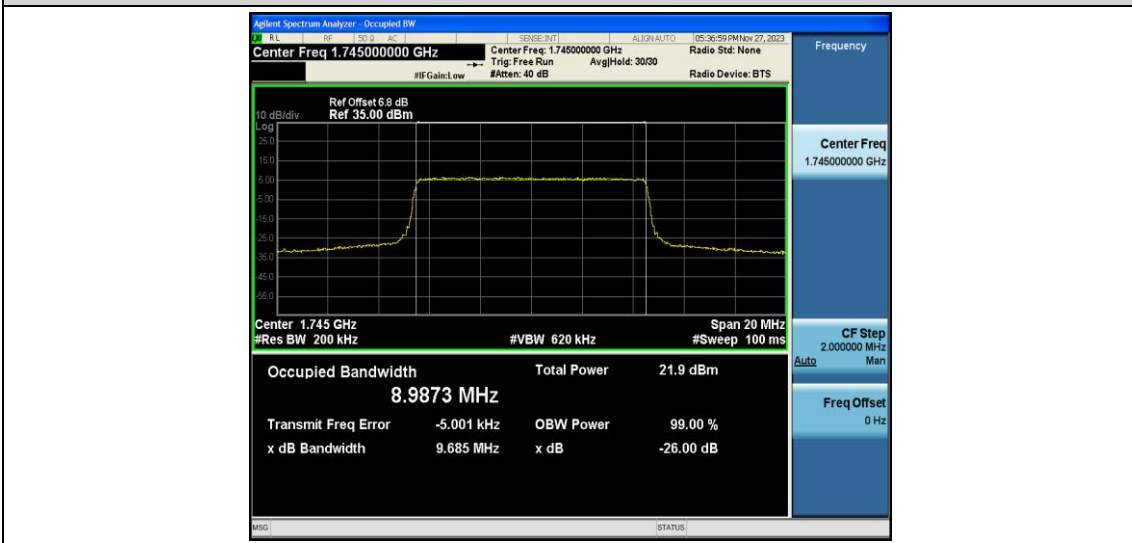 Agilent Spectrum Analyzer - Occupied BW
RL RF 50 Ω AC SENSE:INT ALIGN AUTO 05:36:59 PM Nov 27, 2023
Center Freq 1.745000000 GHz
Center Freq: 1.745000000 GHz
Radio Std: None
Trig: Free Run Avg|Hold: 30/30
#IFGain:Low
#Atten: 40 dB
Radio Device: BTS
Frequency
Ref Offset 6.8 dB
10 dB/div Ref 35.00 dBm
Log
25.0
15.0
5.00
-5.00
-15.0
-25.0
-35.0
-45.0
-55.0
Center 1.745 GHz
Span 20 MHz
#Res BW 200 kHz
#VBW 620 kHz
#Sweep 100 ms
Occupied Bandwidth
8.9873 MHz
Total Power 21.9 dBm
Transmit Freq Error -5.001 kHz
OBW Power 99.00 %
x dB Bandwidth 9.685 MHz
x dB -26.00 dB
Center Freq
1.745000000 GHz
CF Step
2.000000 MHz
Auto Man
Freq Offset
0 Hz
MSG STATUS